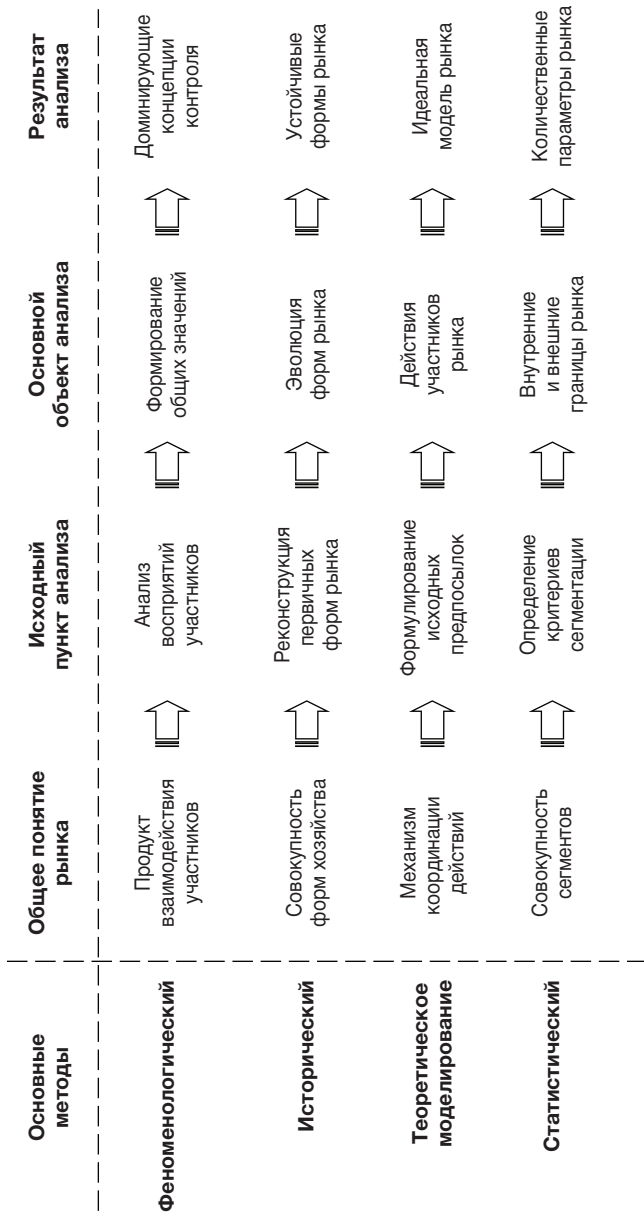 Основные
методы
Общее понятие
рынка
Исходный
пункт анализа
Основной
объект анализа
Результат
анализа
Феноменологический
Продукт
взаимодействия
участников
Анализ
восприятий
участников
Формирование
общих значений
Доминирующие
концепции
контроля
Исторический
Совокупность
форм хозяйства
Реконструкция
первичных
форм рынка
Эволюция
форм рынка
Устойчивые
формы рынка
Теоретическое
моделирование
Механизм
координации
действий
Формулирование
исходных
предпосылок
Действия
участников
рынка
Идеальная
модель рынка
Статистический
Совокупность
сегментов
Определение
критериев
сегментации
Внутренние
и внешние
границы рынка
Количественные
параметры рынка